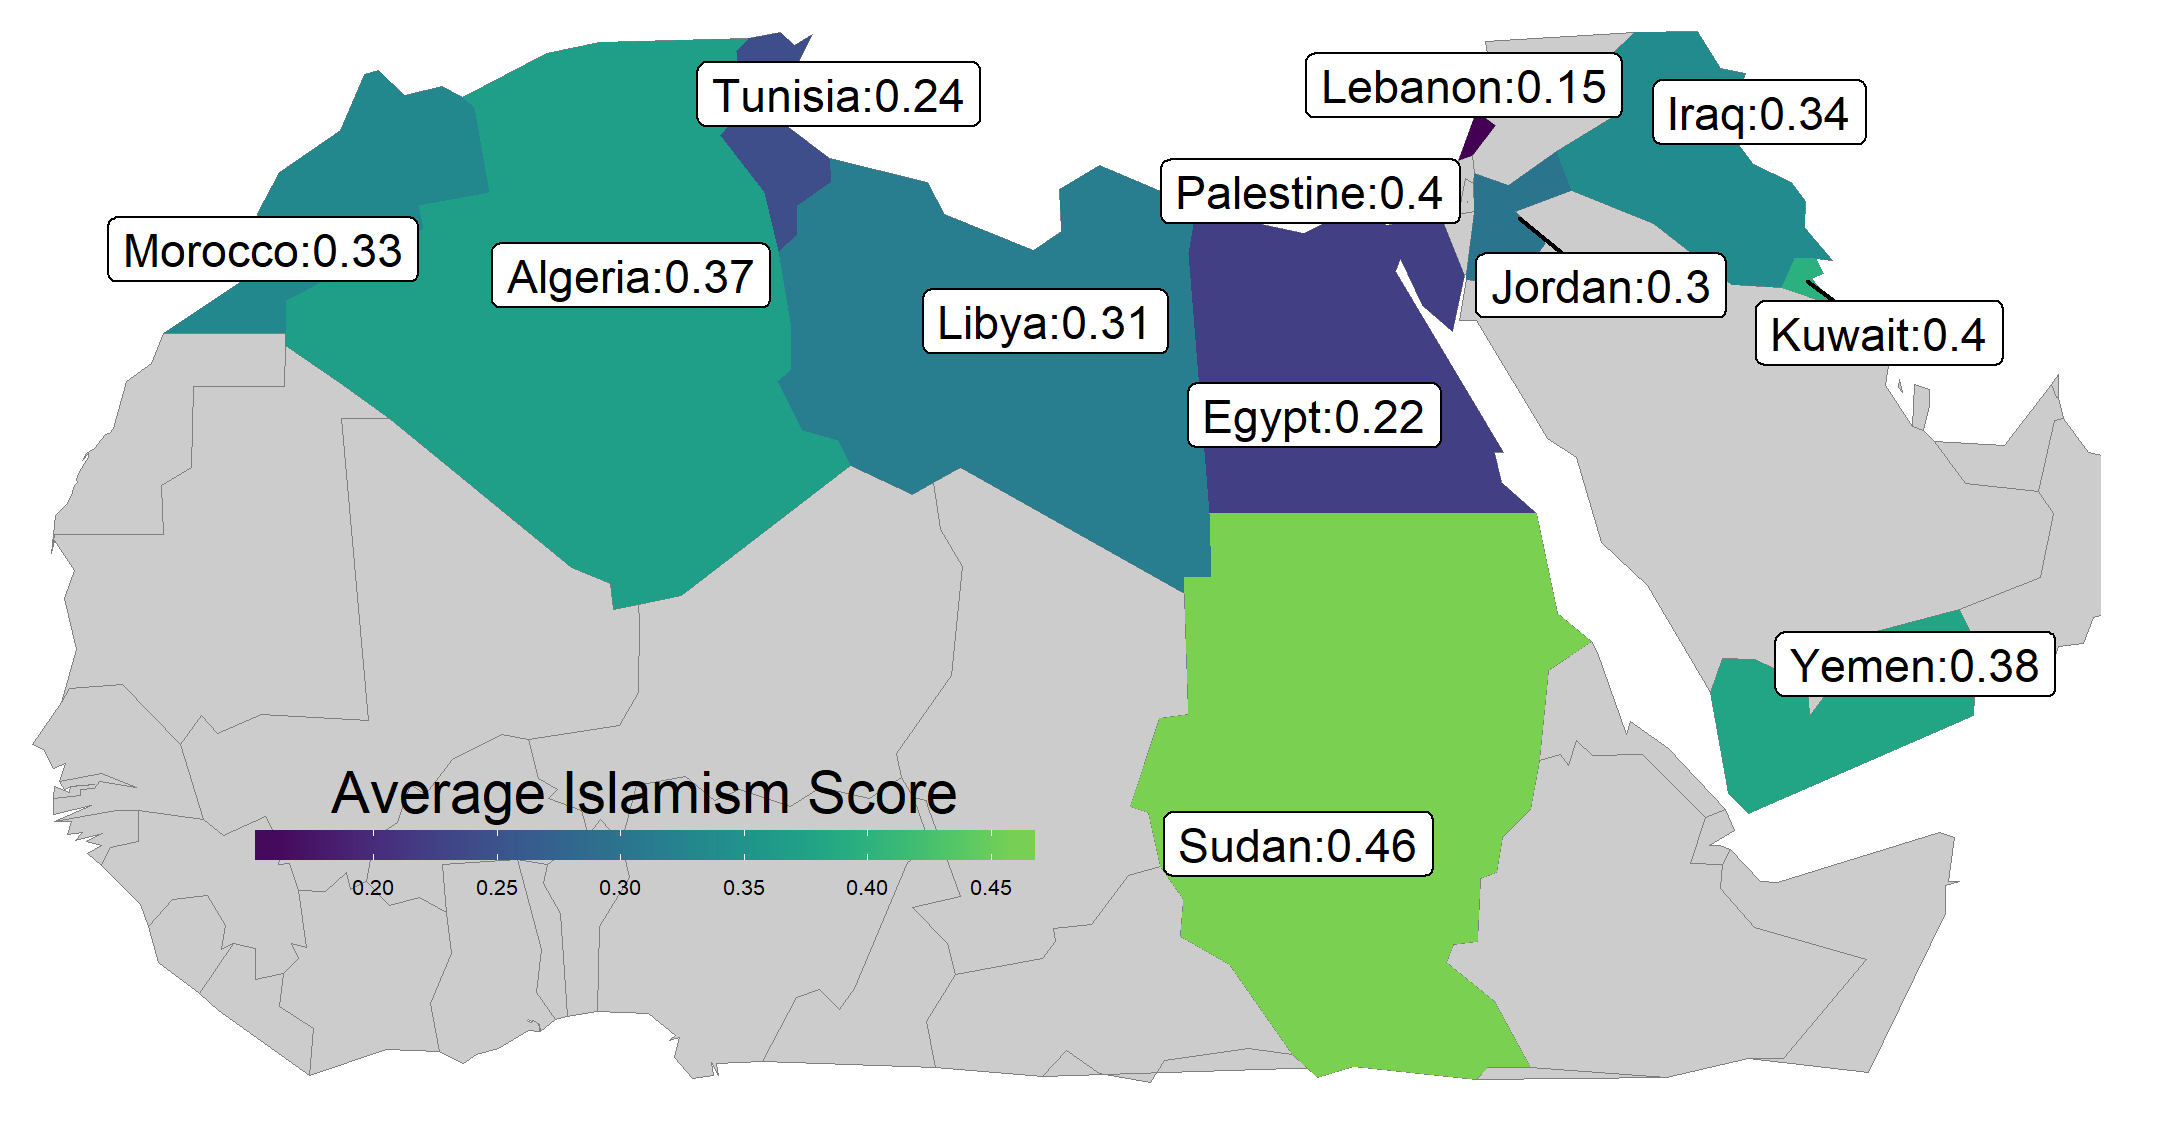 Tunisia:0.24
Lebanon:0.15
Iraq:0.34
Palestine:0.4
Morocco:0.33
Algeria:0.37
Jordan:0.3
Libya:0.31
Kuwait:0.4
Egypt:0.22
Yemen:0.38
Average Islamism Score
Sudan:0.46
0.20 0.25 0.30 0.35 0.40 0.45